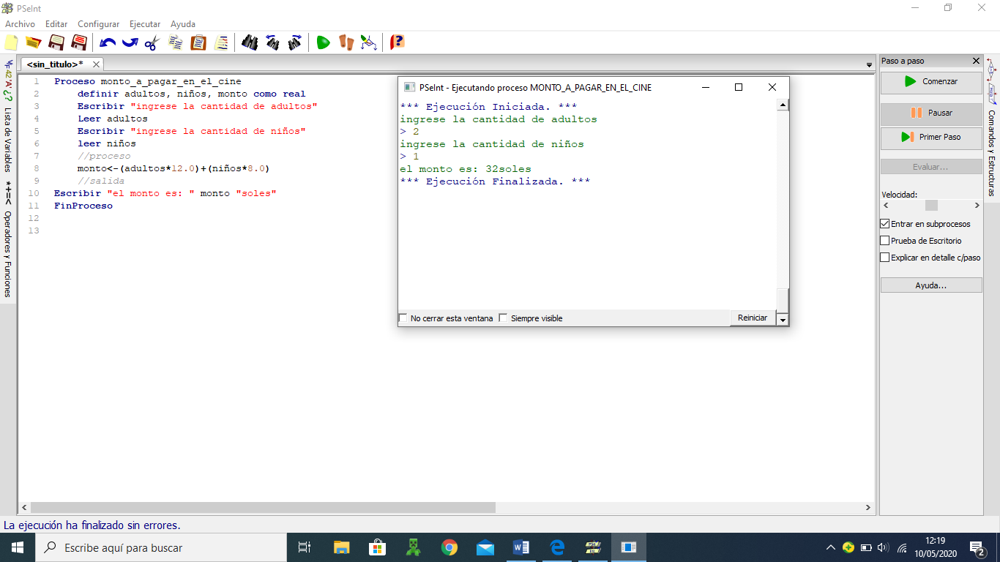 PSeInt
Archivo Editar Configurar Ejecutar Ayuda
<sin_titulo>*
Lista de Variables
Operadores y Funciones
1 Proceso monto_a_pagar_en_el_cine
2 definir adultos, niños, monto como real
3 Escribir "ingrese la cantidad de adultos"
4 Leer adultos
5 Escribir "ingrese la cantidad de niños"
6 leer niños
7 //proceso
8 monto<-(adultos*12.0)+(niños*8.0)
9 //salida
10 Escribir "el monto es: " monto "soles"
11 FinProceso
12
13
PSeInt - Ejecutando proceso MONTO_A_PAGAR_EN_EL_CINE
*** Ejecución Iniciada. ***
ingrese la cantidad de adultos
> 2
ingrese la cantidad de niños
> 1
el monto es: 32soles
*** Ejecución Finalizada. ***
No cerrar esta ventana Siempre visible Reiniciar
Paso a paso
Comenzar
Pausar
Primer Paso
Evaluar...
Velocidad:
Entrar en subprocesos
Prueba de Escritorio
Explicar en detalle c/paso
Ayuda...
Comandos y Estructuras
La ejecución ha finalizado sin errores.
Escribe aquí para buscar
12:19
10/05/2020
2